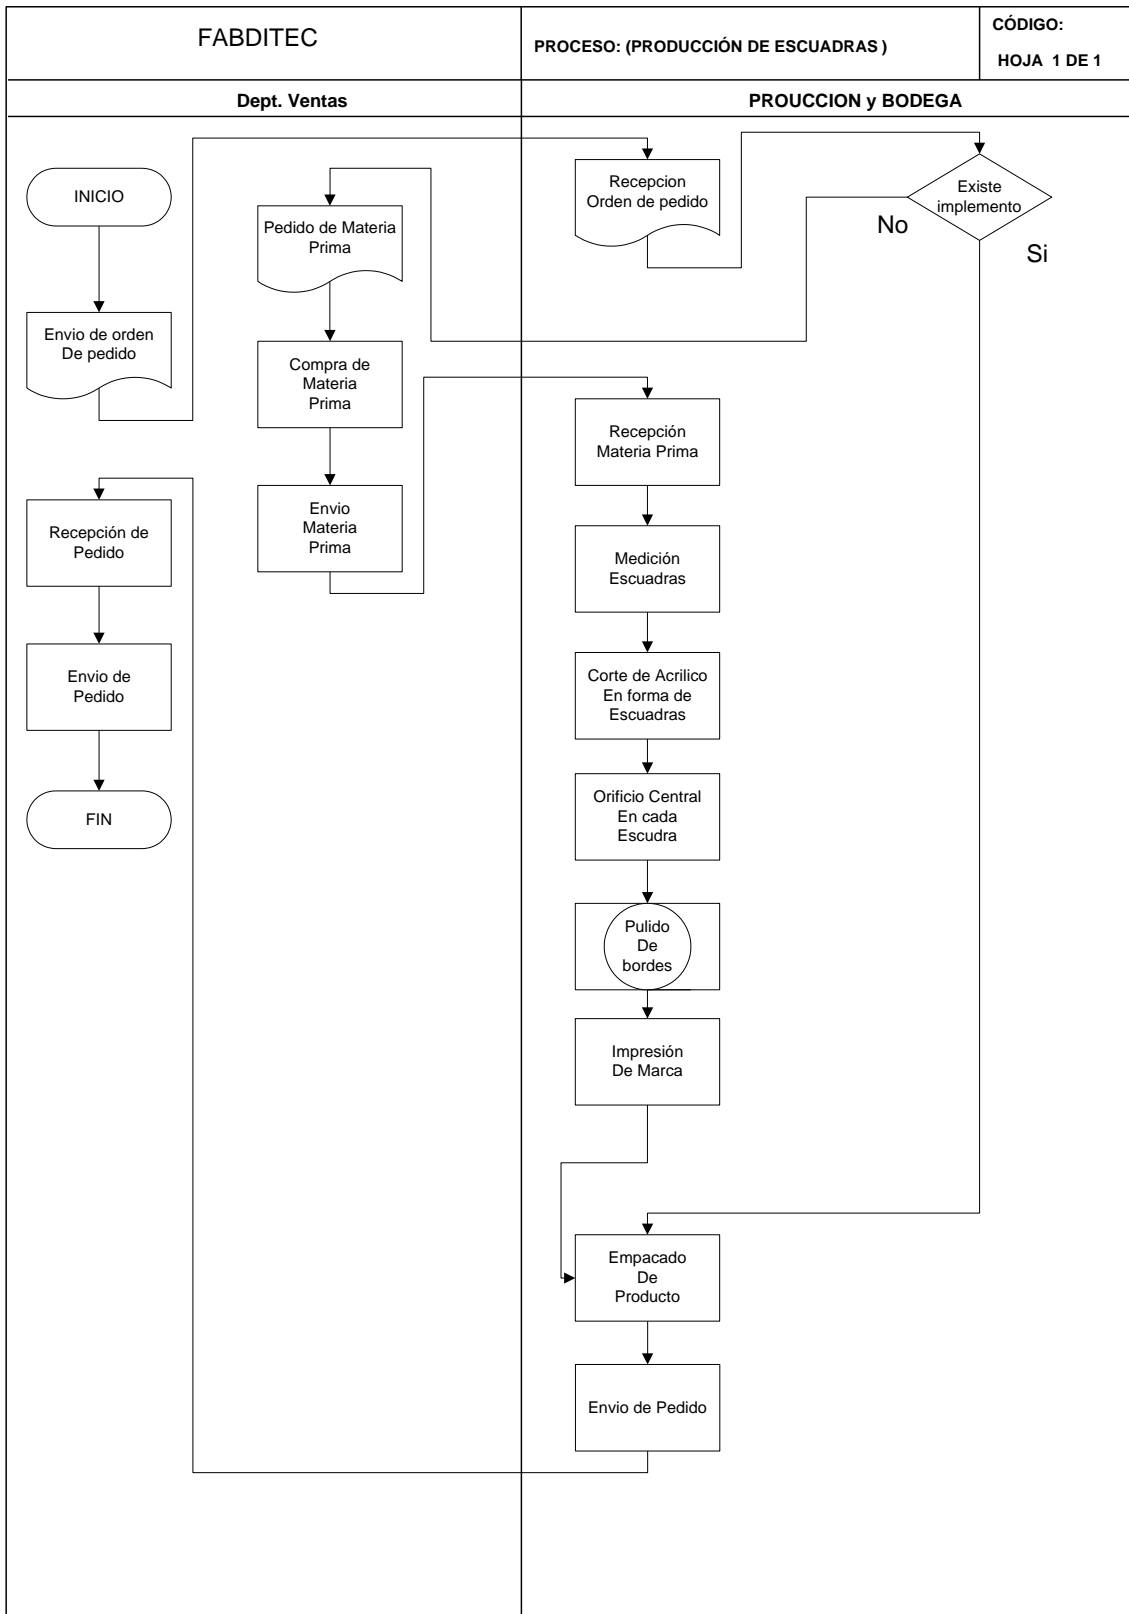 FABDITEC
PROCESO: (PRODUCCIÓN DE ESCUADRAS )
CÓDIGO:
HOJA 1 DE 1
Dept. Ventas
PROUCCION y BODEGA
INICIO
Envio de orden
De pedido
Recepcion
Orden de pedido
Existe
implemento
No
Si
Pedido de Materia
Prima
Compra de
Materia
Prima
Envio
Materia
Prima
Recepción
Materia Prima
Medición
Escuadras
Corte de Acrilico
En forma de
Escuadras
Orificio Central
En cada
Escudra
Pulido
De
bordes
Impresión
De Marca
Empacado
De
Producto
Envio de Pedido
Recepción de
Pedido
Envio de
Pedido
FIN